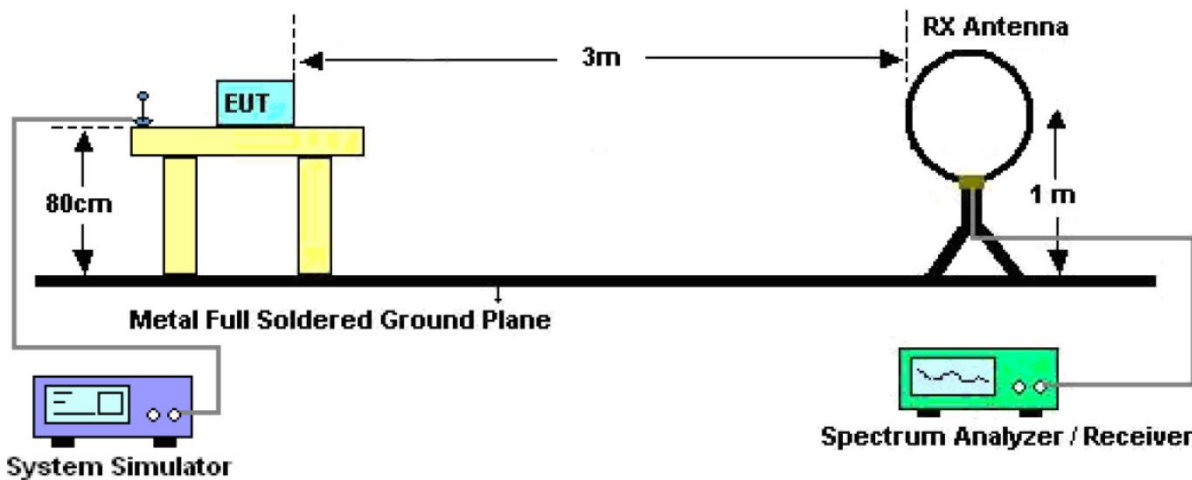 RX Antenna
3m
EUT
80cm
1 m
Metal Full Soldered Ground Plane
System Simulator
Spectrum Analyzer / Receiver